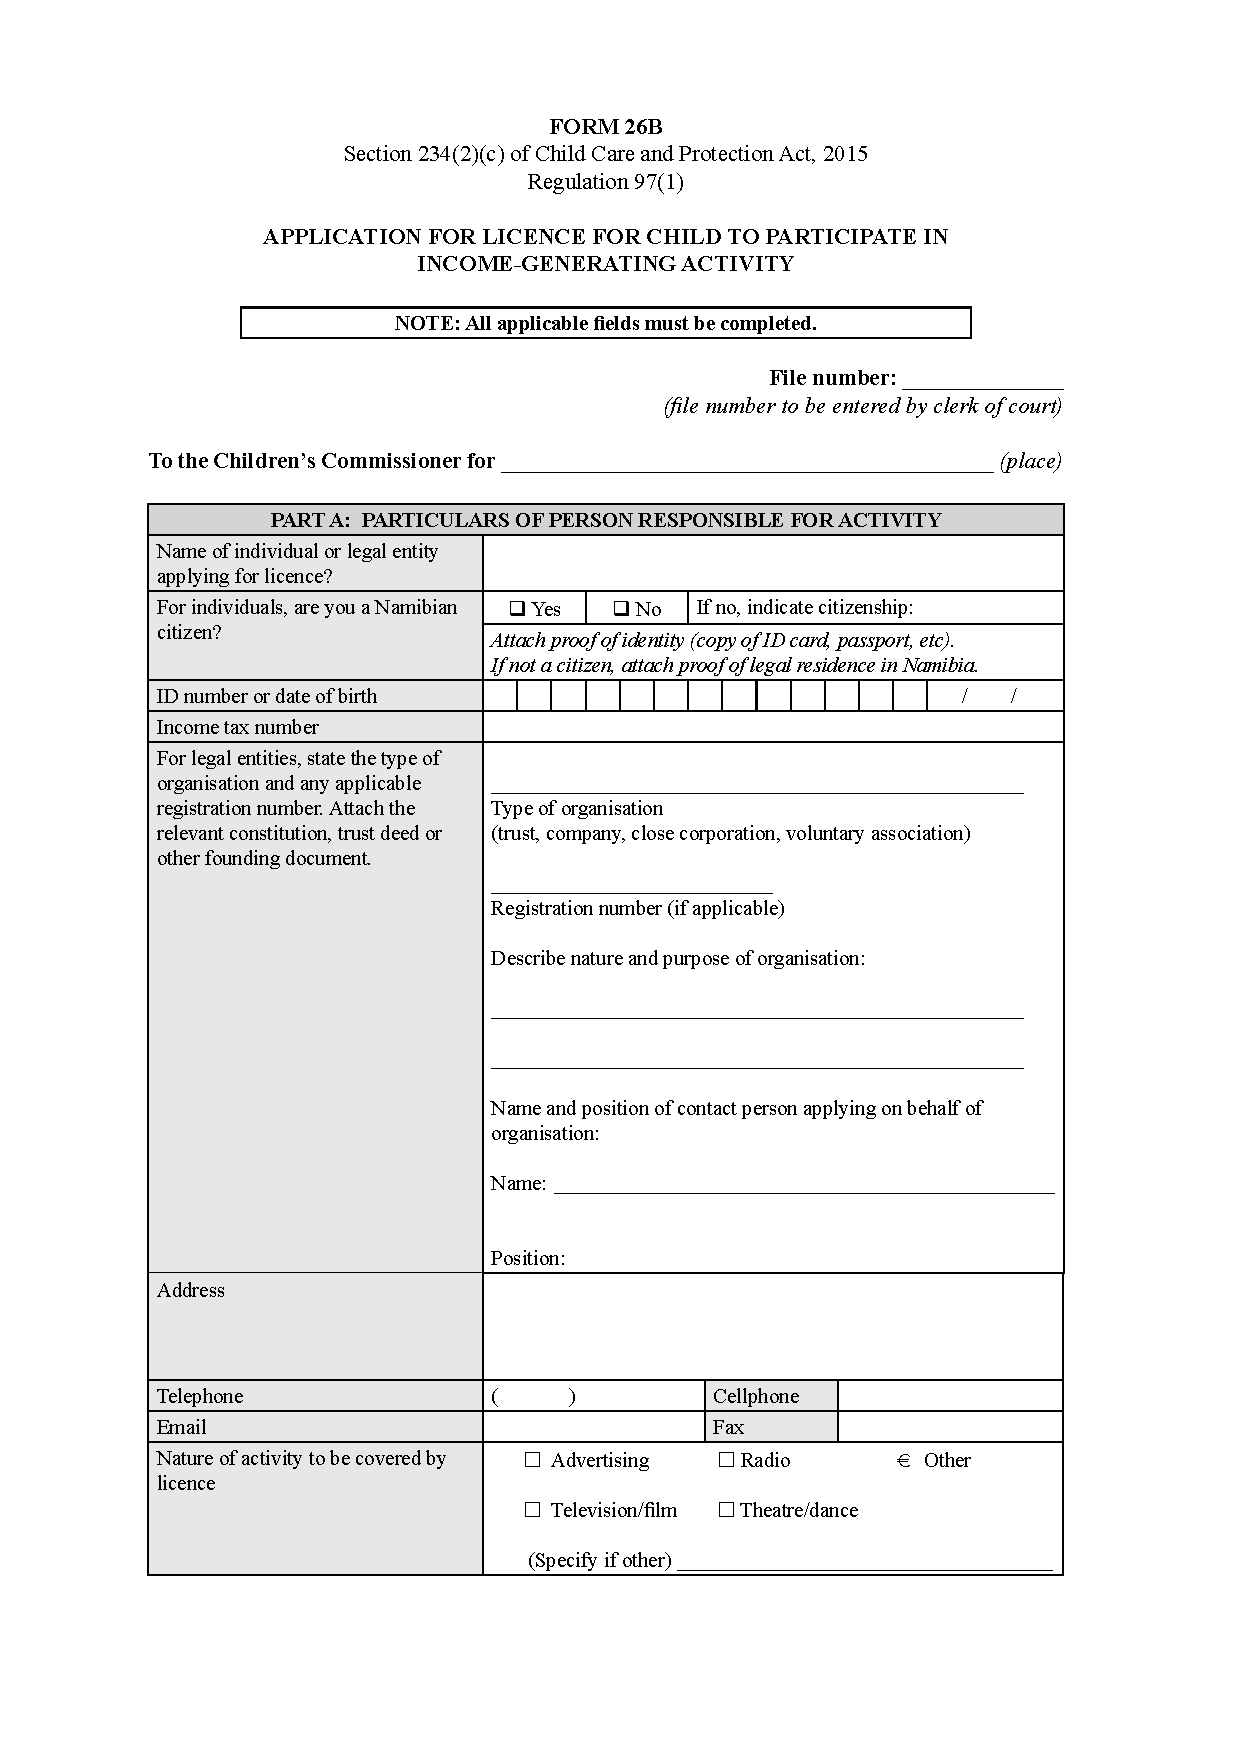 FORM 26B
Section 234(2)(c) of Child Care and Protection Act, 2015
Regulation 97(1)
APPLICATION FOR LICENCE FOR CHILD TO PARTICIPATE IN
INCOME-GENERATING ACTIVITY
NOTE: All applicable fields must be completed.
File number: _______________
(file number to be entered by clerk of court)
To the Children's Commissioner for ______________________________________________ (place)
PART A: PARTICULARS OF PERSON RESPONSIBLE FOR ACTIVITY
Name of individual or legal entity
applying for licence?
For individuals, are you a Namibian
citizen?
❑ Yes ❑ No If no, indicate citizenship:
Attach proof of identity (copy of ID card, passport, etc).
If not a citizen, attach proof of legal residence in Namibia.
ID number or date of birth / /
Income tax number
For legal entities, state the type of
organisation and any applicable
registration number. Attach the
relevant constitution, trust deed or
other founding document.
Type of organisation
(trust, company, close corporation, voluntary association)
Registration number (if applicable)
Describe nature and purpose of organisation:
Name and position of contact person applying on behalf of
organisation:
Name: ______________________________________________
Position:
Address
Telephone ( ) Cellphone
Email Fax
Nature of activity to be covered by
licence
☐ Advertising ☐ Radio € Other
☐ Television/film ☐ Theatre/dance
(Specify if other) ___________________________________